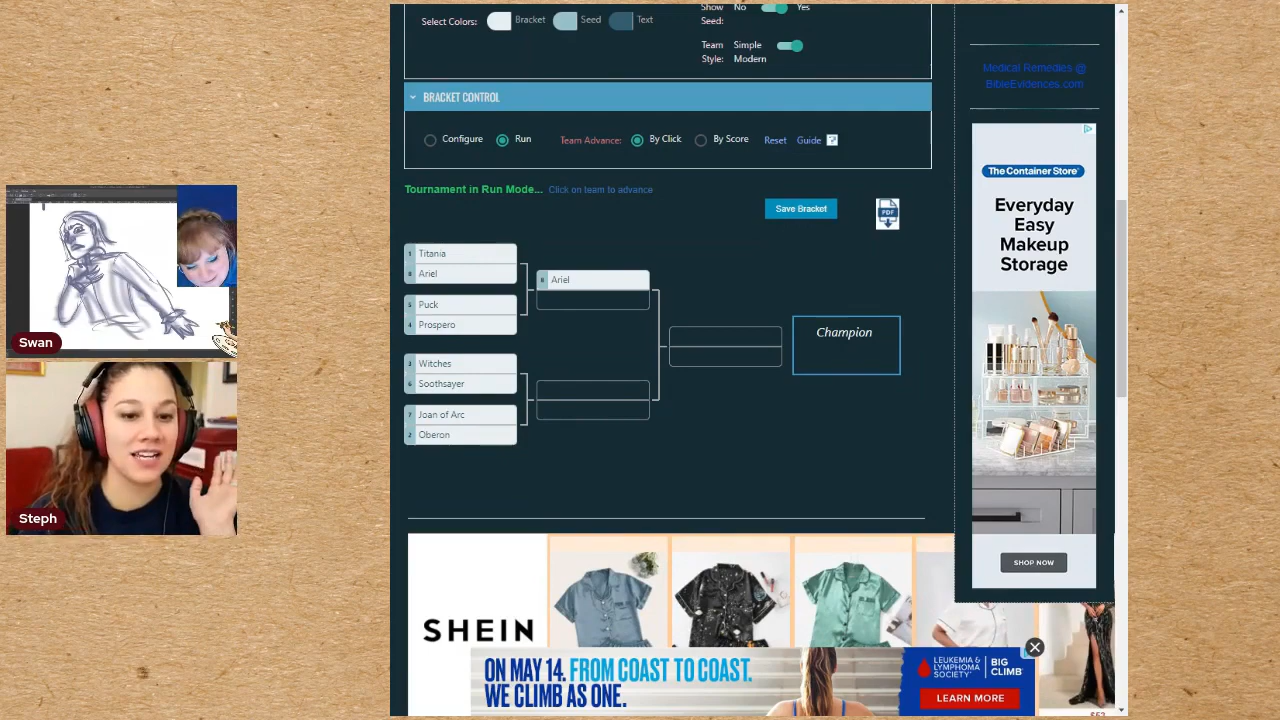 Select Colors:
Bracket
Seed
Text
Show Seed:
No
Yes
Team Style:
Simple
Modern
BRACKET CONTROL
Configure
Run
Team Advance:
By Click
By Score
Reset
Guide
Tournament in Run Mode...
Click on team to advance
Save Bracket
PDF
1 Titania
8 Ariel
5 Puck
4 Prospero
3 Witches
6 Soothsayer
7 Joan of Arc
2 Oberon
8 Ariel
Champion
Medical Remedies @
BibleEvidences.com
The Container Store
Everyday
Easy
Makeup
Storage
SHOP NOW
Swan
Steph
SHEIN
ON MAY 14. FROM COAST TO COAST.
WE CLIMB AS ONE.
LEUKEMIA &
LYMPHOMA
SOCIETY
BIG
CLIMB
LEARN MORE